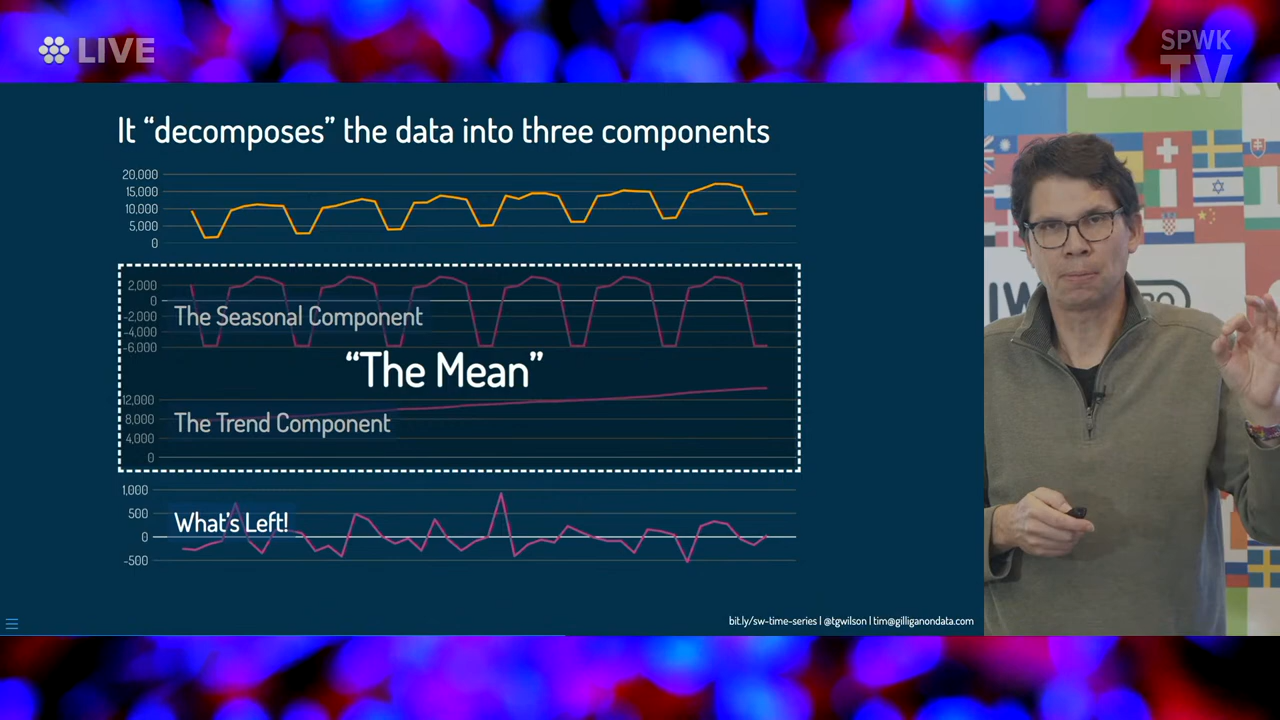 LIVE
SPWK
TV
It “decomposes” the data into three components
20,000
15,000
10,000
5,000
0
2,000
0
-2,000
-4,000
-6,000
The Seasonal Component
“The Mean”
12,000
8,000
4,000
0
The Trend Component
1,000
500
0
-500
What's Left!
bit.ly/sw-time-series | @tgwilson | tim@gilliganondata.com